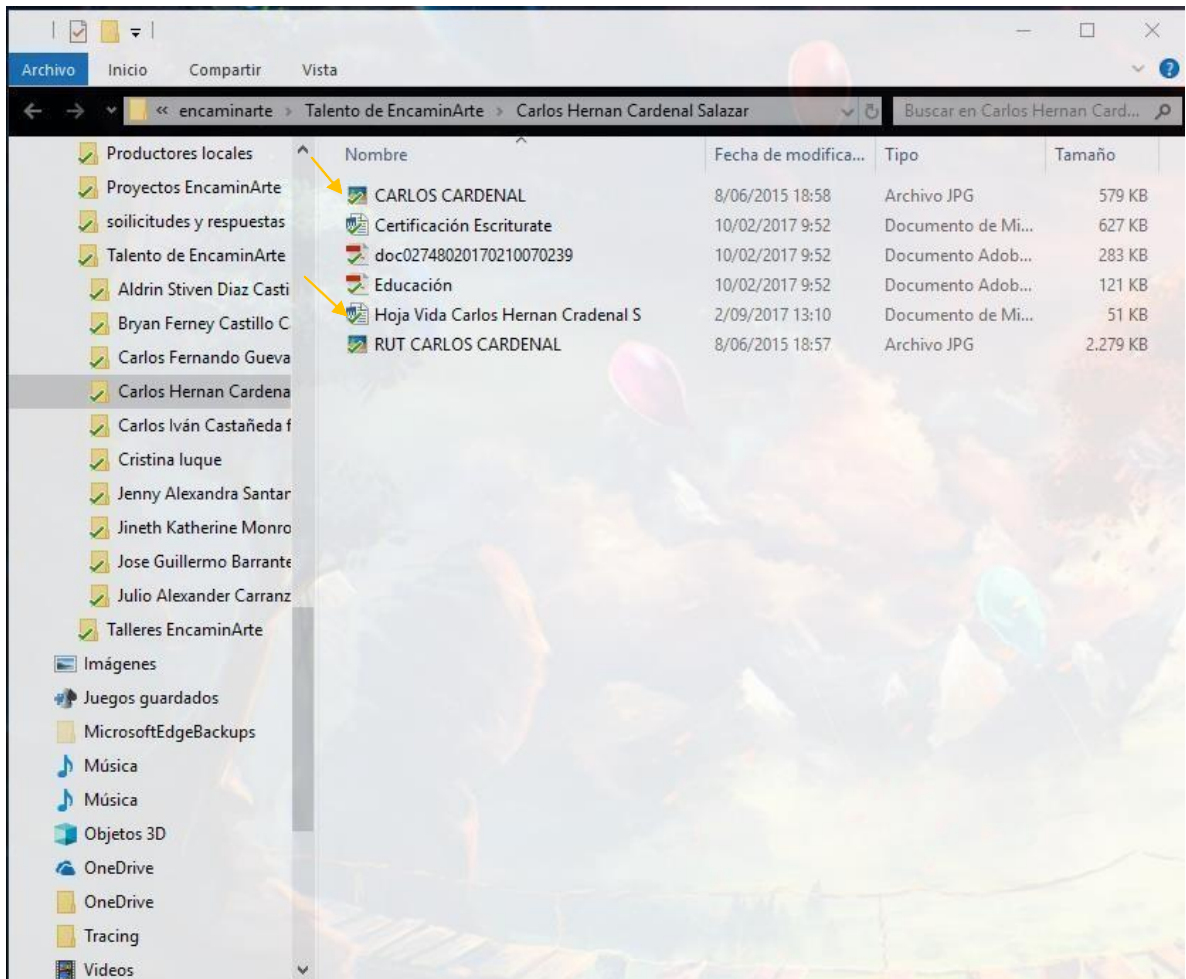 Archivo Inicio Compartir Vista
« encaminarte > Talento de EncaminArte > Carlos Hernan Cardenal Salazar Buscar en Carlos Hernan Card...
Productores locales
Proyectos EncaminArte
soilicitudes y respuestas
Talento de EncaminArte
Aldrin Stiven Diaz Casti
Bryan Ferney Castillo C
Carlos Fernando Gueva
Carlos Hernan Cardena
Carlos Iván Castañeda f
Cristina luque
Jenny Alexandra Santar
Jineth Katherine Monro
Jose Guillermo Barrante
Julio Alexander Carranz
Talleres EncaminArte
Imágenes
Juegos guardados
MicrosoftEdgeBackups
Música
Música
Objetos 3D
OneDrive
OneDrive
Tracing
Videos
Nombre Fecha de modifica... Tipo Tamaño
CARLOS CARDENAL 8/06/2015 18:58 Archivo JPG 579 KB
Certificación Escriturate 10/02/2017 9:52 Documento de Mi... 627 KB
doc02748020170210070239 10/02/2017 9:52 Documento Adob... 283 KB
Educación 10/02/2017 9:52 Documento Adob... 121 KB
Hoja Vida Carlos Hernan Cradenal S 2/09/2017 13:10 Documento de Mi... 51 KB
RUT CARLOS CARDENAL 8/06/2015 18:57 Archivo JPG 2.279 KB